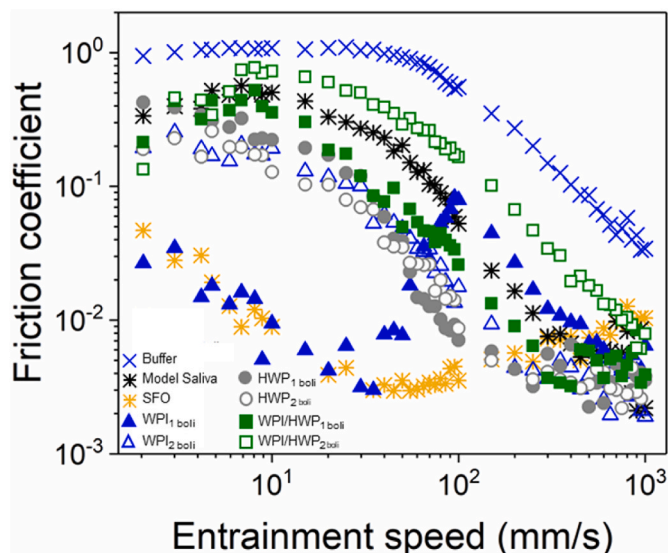 Friction coefficient
10⁰
10⁻¹
10⁻²
10⁻³
Buffer
Model Saliva
SFO
WPI1 boli
WPI2 boli
HWP1 boli
HWP2 boli
WPI/HWP1 boli
WPI/HWP2 boli
10¹ 10² 10³
Entrainment speed (mm/s)